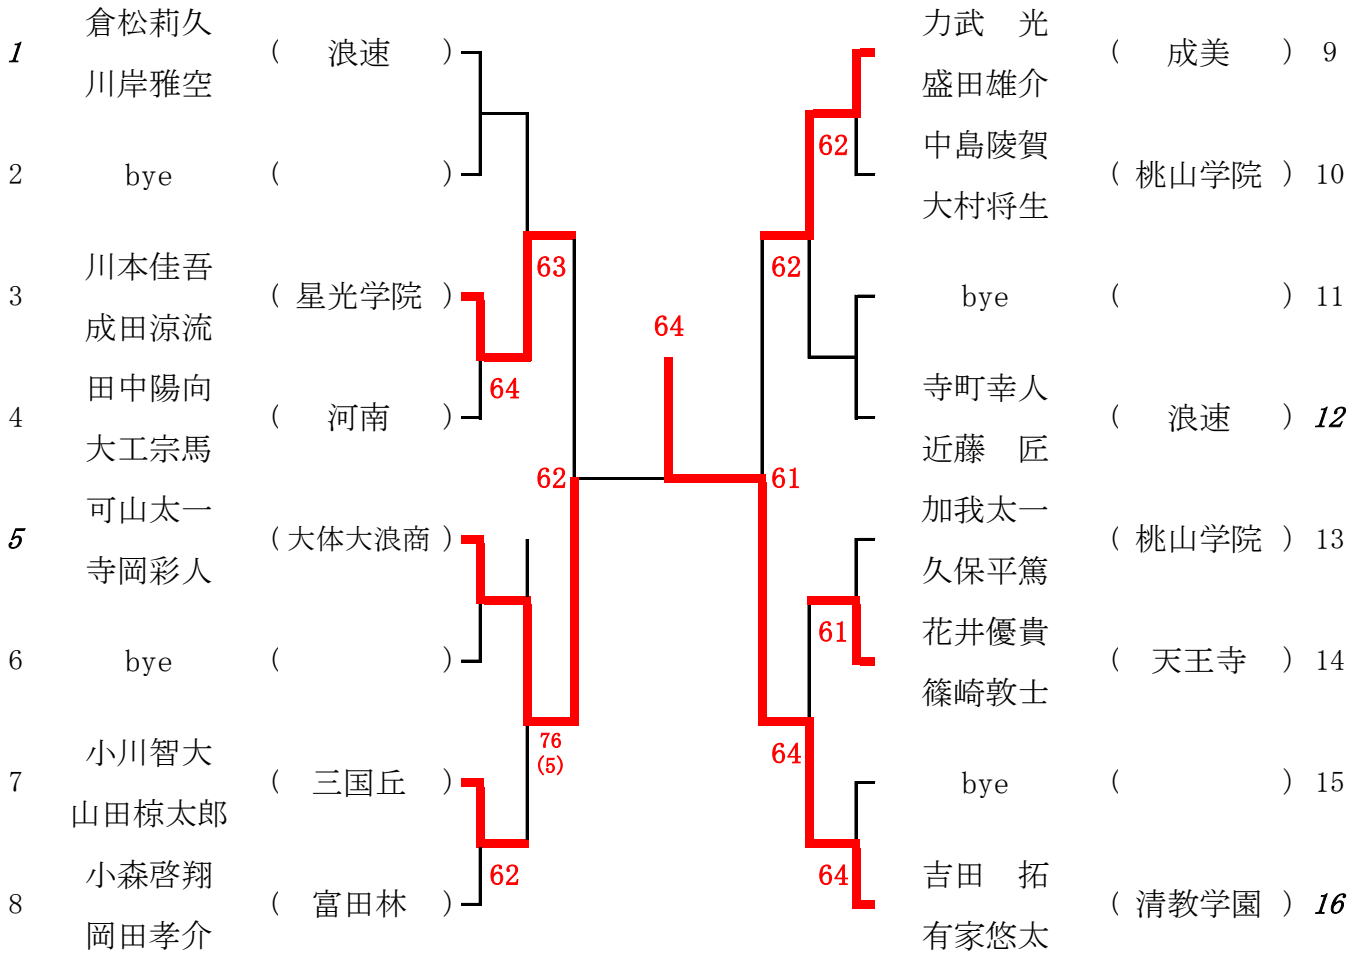 倉松莉久
1 ( 浪速 )
川岸雅空
2 bye ( )
川本佳吾
3 ( 星光学院 )
成田涼流
田中陽向
4 ( 河南 )
大工宗馬
可山太一
5 ( 大体大浪商 )
寺岡彩人
6 bye ( )
小川智大
7 ( 三国丘 )
山田椋太郎
小森啓翔
8 ( 富田林 )
岡田孝介
63
64
62
76
(5)
62
64
62
62
61
61
64
64
力武 光
( 成美 ) 9
盛田雄介
中島陵賀
( 桃山学院 ) 10
大村将生
bye ( ) 11
寺町幸人
( 浪速 ) 12
近藤 匠
加我太一
( 桃山学院 ) 13
久保平篤
花井優貴
( 天王寺 ) 14
篠崎敦士
bye ( ) 15
吉田 拓
( 清教学園 ) 16
有家悠太